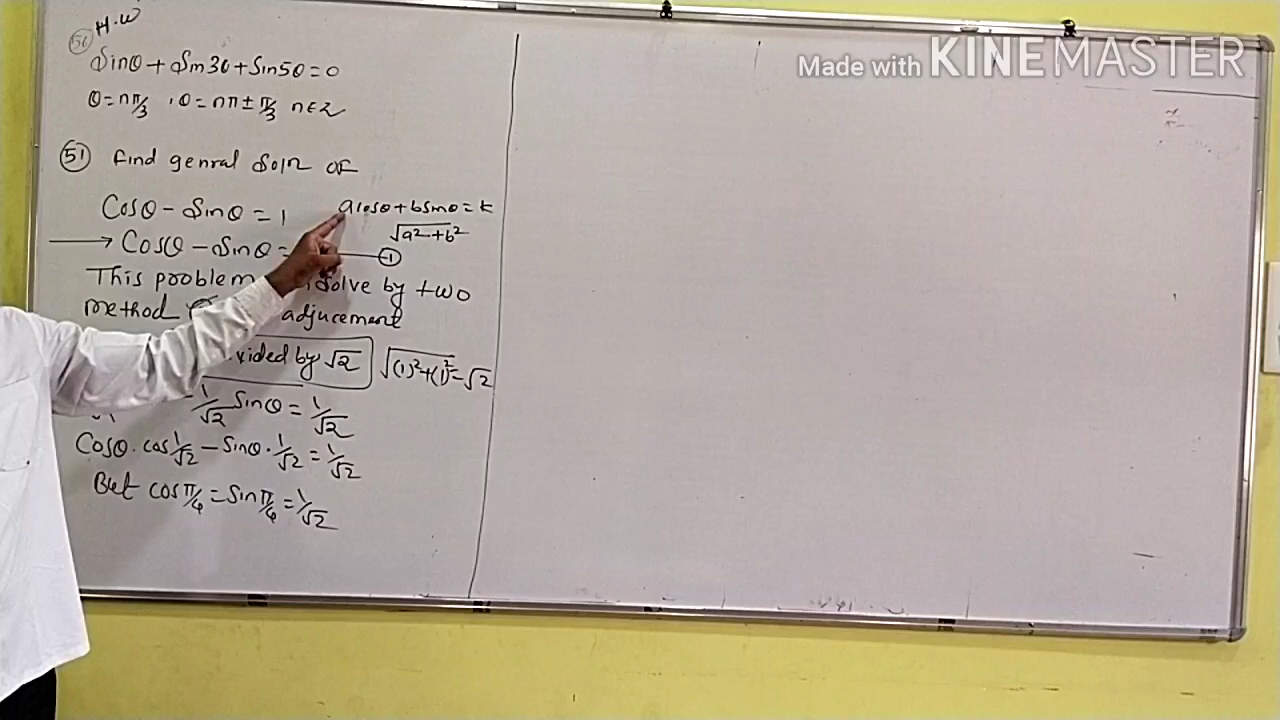 H.W
50 Sinθ + Sin3θ + Sin5θ = 0
θ = nπ/3 , θ = nπ ± π/3 n∈Z
51 Find genral Soln OF
Cosθ - Sinθ = 1 acosθ + bsinθ = k
√a²+b²
→ Cosθ - Sinθ = 1
This problem solve by two
method adjucement
vided by √2 √(1)²+(1)² = √2
1/√2 Sinθ = 1/√2
Cosθ. cos 1/√2 - Sinθ. 1/√2 = 1/√2
But cos π/4 = Sin π/4 = 1/√2
Made with KINEMASTER